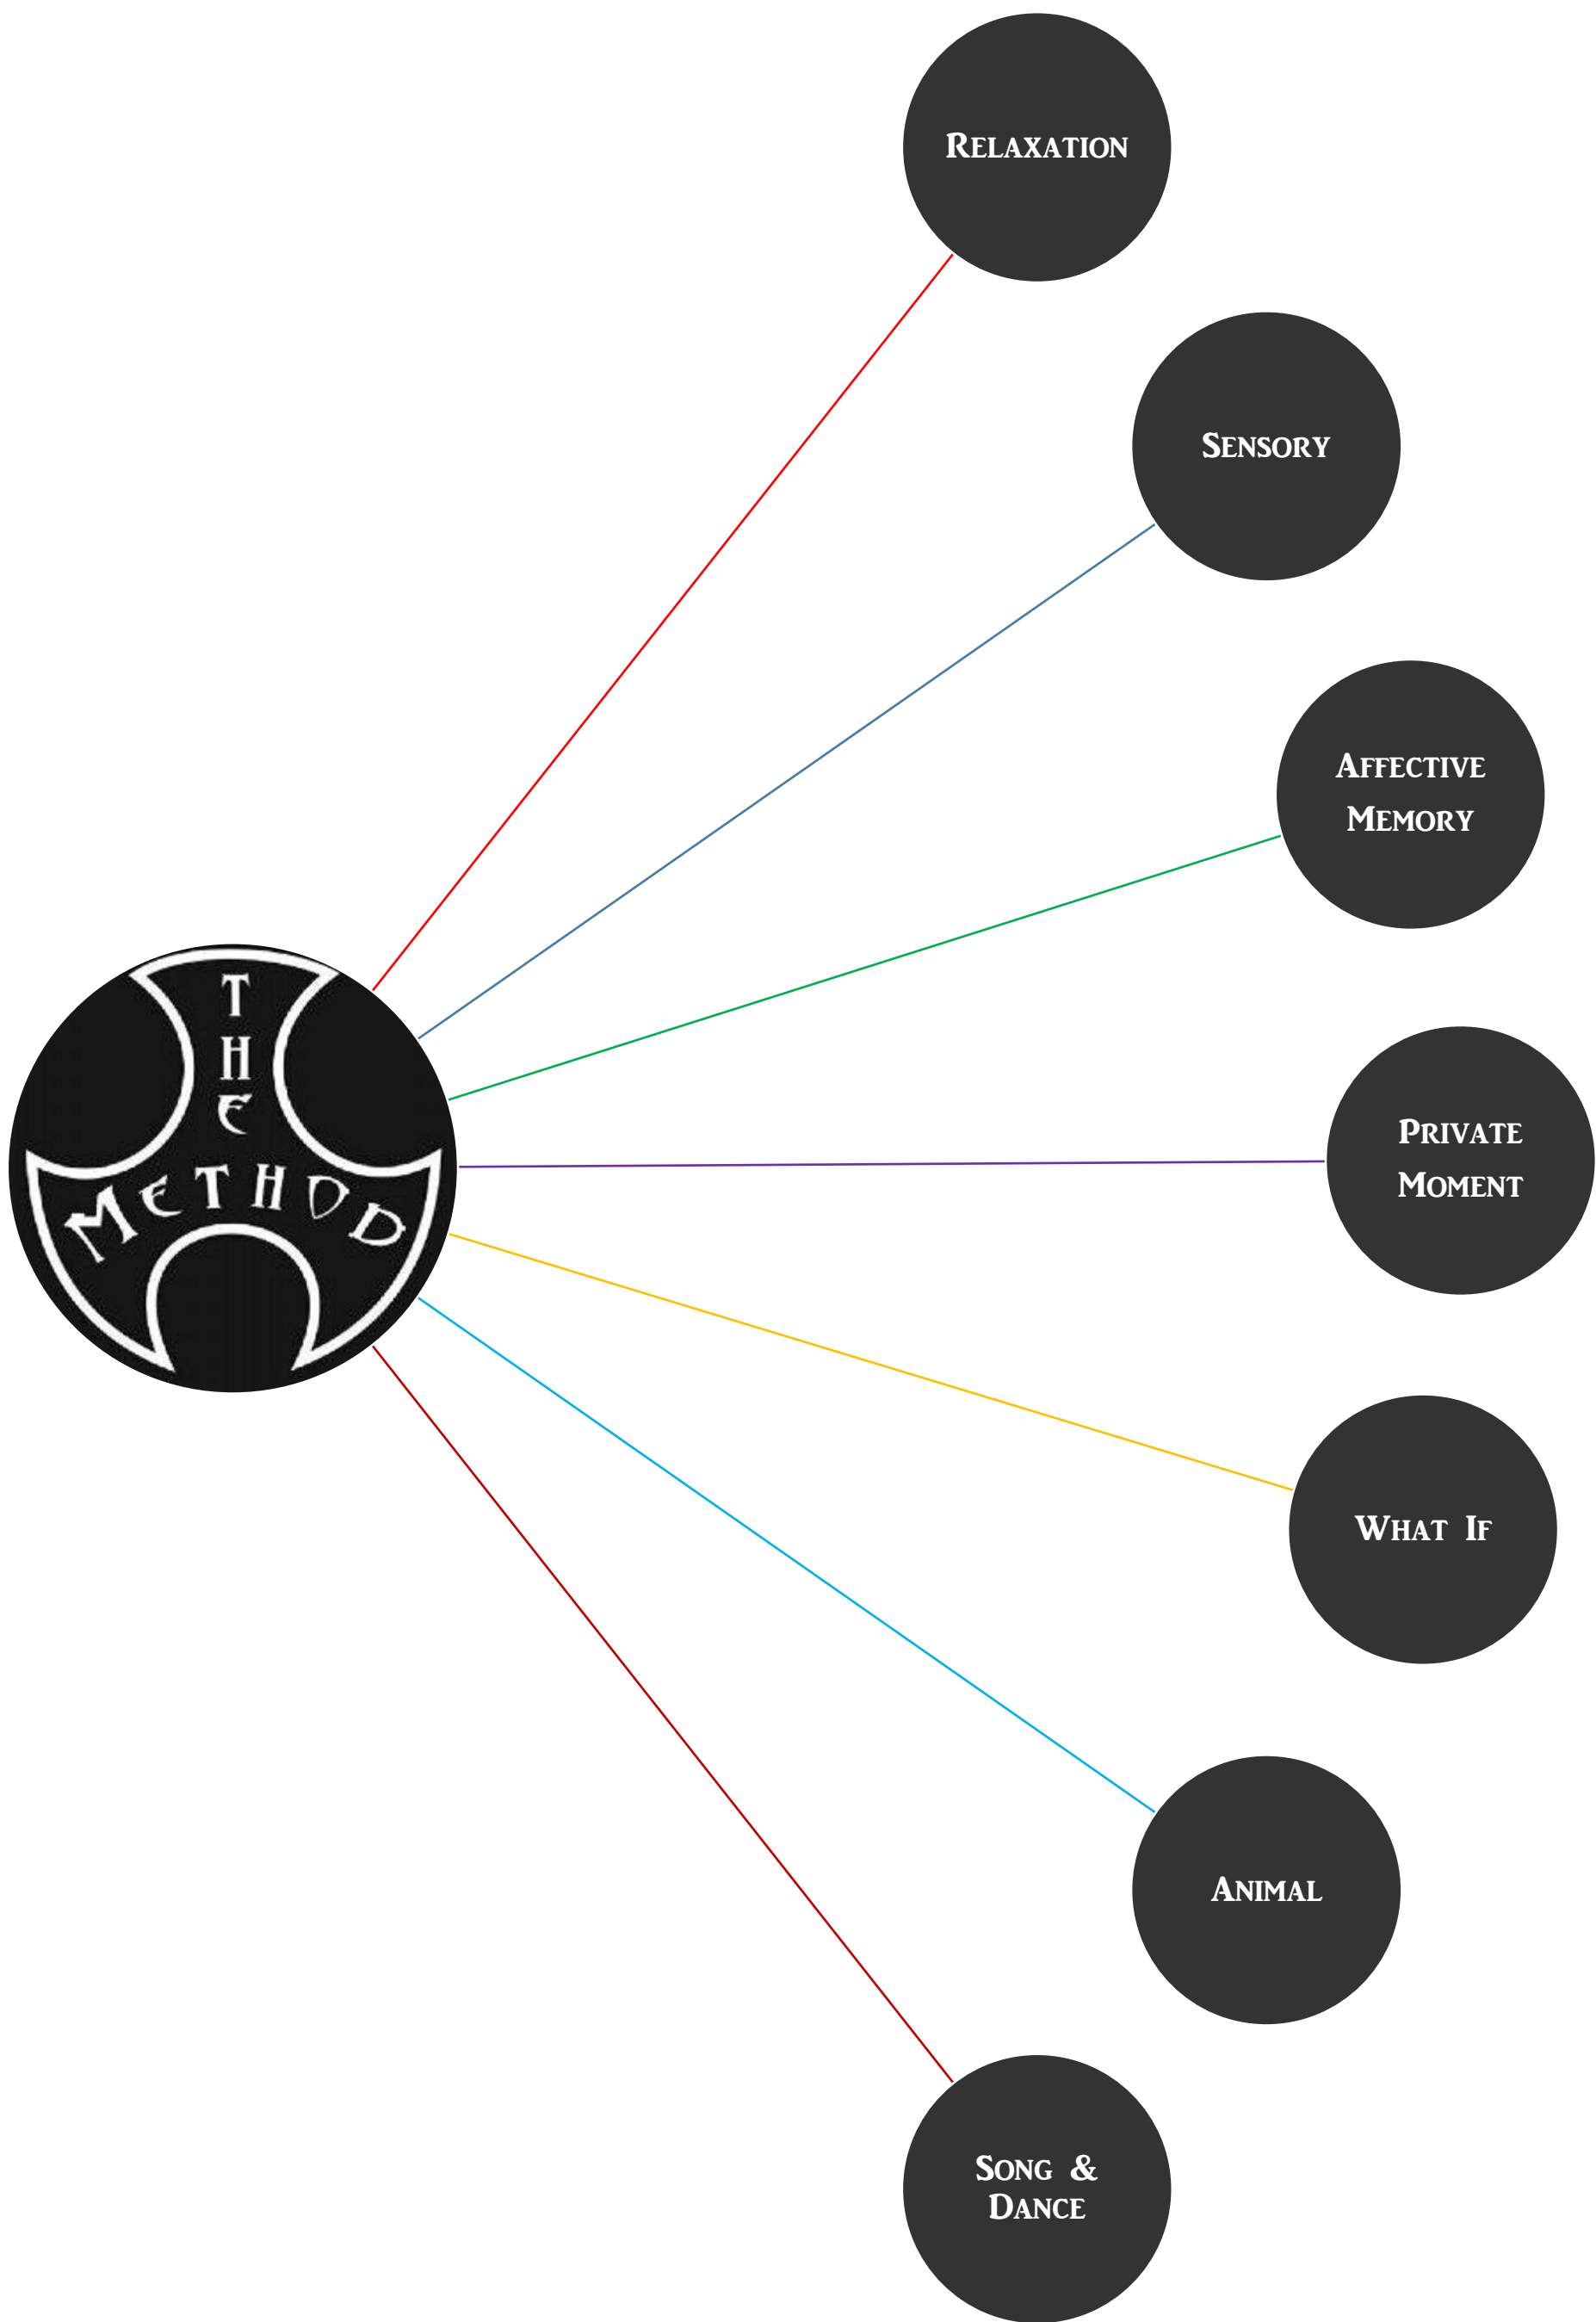 Relaxation
Sensory
Affective
Memory
The
Method
Private
Moment
What If
Animal
Song &
Dance